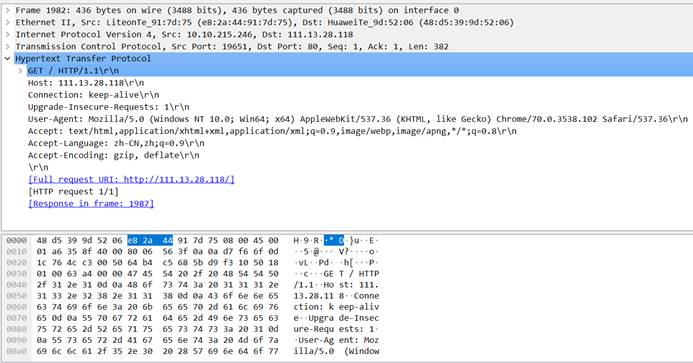 Frame 1982: 436 bytes on wire (3488 bits), 436 bytes captured (3488 bits) on interface 0
Ethernet II, Src: LiteonTe_91:7d:75 (e8:2a:44:91:7d:75), Dst: HuaweiTe_9d:52:06 (48:d5:39:9d:52:06)
Internet Protocol Version 4, Src: 10.10.215.246, Dst: 111.13.28.118
Transmission Control Protocol, Src Port: 19651, Dst Port: 80, Seq: 1, Ack: 1, Len: 382
Hypertext Transfer Protocol
GET / HTTP/1.1\r\n
Host: 111.13.28.118\r\n
Connection: keep-alive\r\n
Upgrade-Insecure-Requests: 1\r\n
User-Agent: Mozilla/5.0 (Windows NT 10.0; Win64; x64) AppleWebKit/537.36 (KHTML, like Gecko) Chrome/70.0.3538.102 Safari/537.36\r\n
Accept: text/html,application/xhtml+xml,application/xml;q=0.9,image/webp,image/apng,*/*;q=0.8\r\n
Accept-Language: zh-CN,zh;q=0.9\r\n
Accept-Encoding: gzip, deflate\r\n
\r\n
[Full request URI: http://111.13.28.118/]
[HTTP request 1/1]
[Response in frame: 1987]
0000 48 d5 39 9d 52 06 e8 2a 44 91 7d 75 08 00 45 00 H·9·R··* D·}u··E·
0010 01 a6 35 8f 40 00 80 06 56 3f 0a 0a d7 f6 6f 0d ··5·@··· V?····o·
0020 1c 76 4c c3 00 50 64 b4 c5 68 5b d9 f3 10 50 18 ·vL··Pd· ·h[···P·
0030 01 00 63 a4 00 00 47 45 54 20 2f 20 48 54 54 50 ··c···GE T / HTTP
0040 2f 31 2e 31 0d 0a 48 6f 73 74 3a 20 31 31 31 2e /1.1··Ho st: 111.
0050 31 33 2e 32 38 2e 31 31 38 0d 0a 43 6f 6e 6e 65 13.28.11 8··Conne
0060 63 74 69 6f 6e 3a 20 6b 65 65 70 2d 61 6c 69 76 ction: k eep-aliv
0070 65 0d 0a 55 70 67 72 61 64 65 2d 49 6e 73 65 63 e··Upgra de-Insec
0080 75 72 65 2d 52 65 71 75 65 73 74 73 3a 20 31 0d ure-Requ ests: 1·
0090 0a 55 73 65 72 2d 41 67 65 6e 74 3a 20 4d 6f 7a ·User-Ag ent: Moz
00a0 69 6c 6c 61 2f 35 2e 30 20 28 57 69 6e 64 6f 77 illa/5.0 (Window